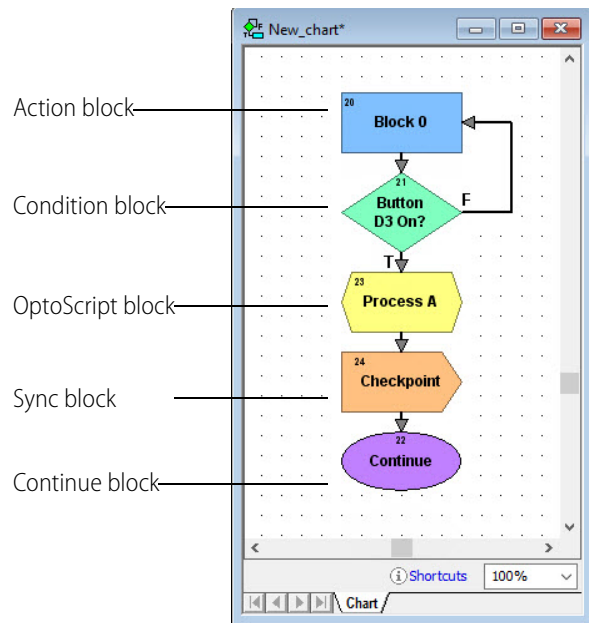 New_chart*
Action block
20
Block 0
21
Condition block
Button
D3 On?
F
T
23
OptoScript block
Process A
24
Checkpoint
Sync block
22
Continue
Continue block
Shortcuts
100%
Chart